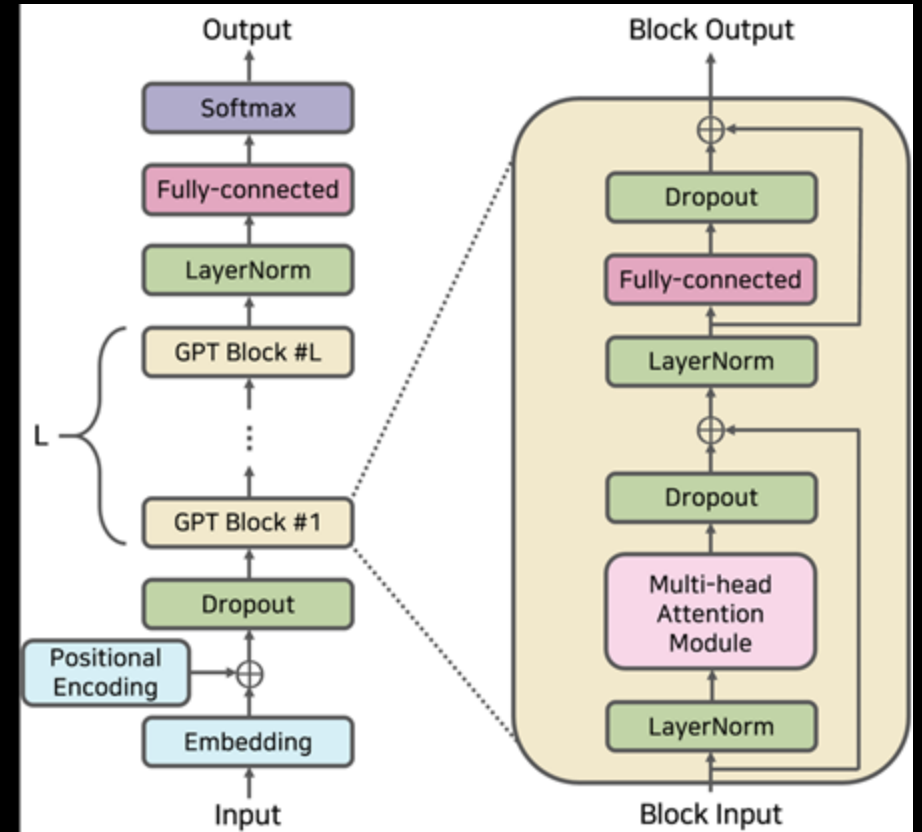 Output
Softmax
Fully-connected
LayerNorm
GPT Block #L
L
GPT Block #1
Dropout
Positional
Encoding
Embedding
Input
Block Output
Dropout
Fully-connected
LayerNorm
Dropout
Multi-head
Attention
Module
LayerNorm
Block Input